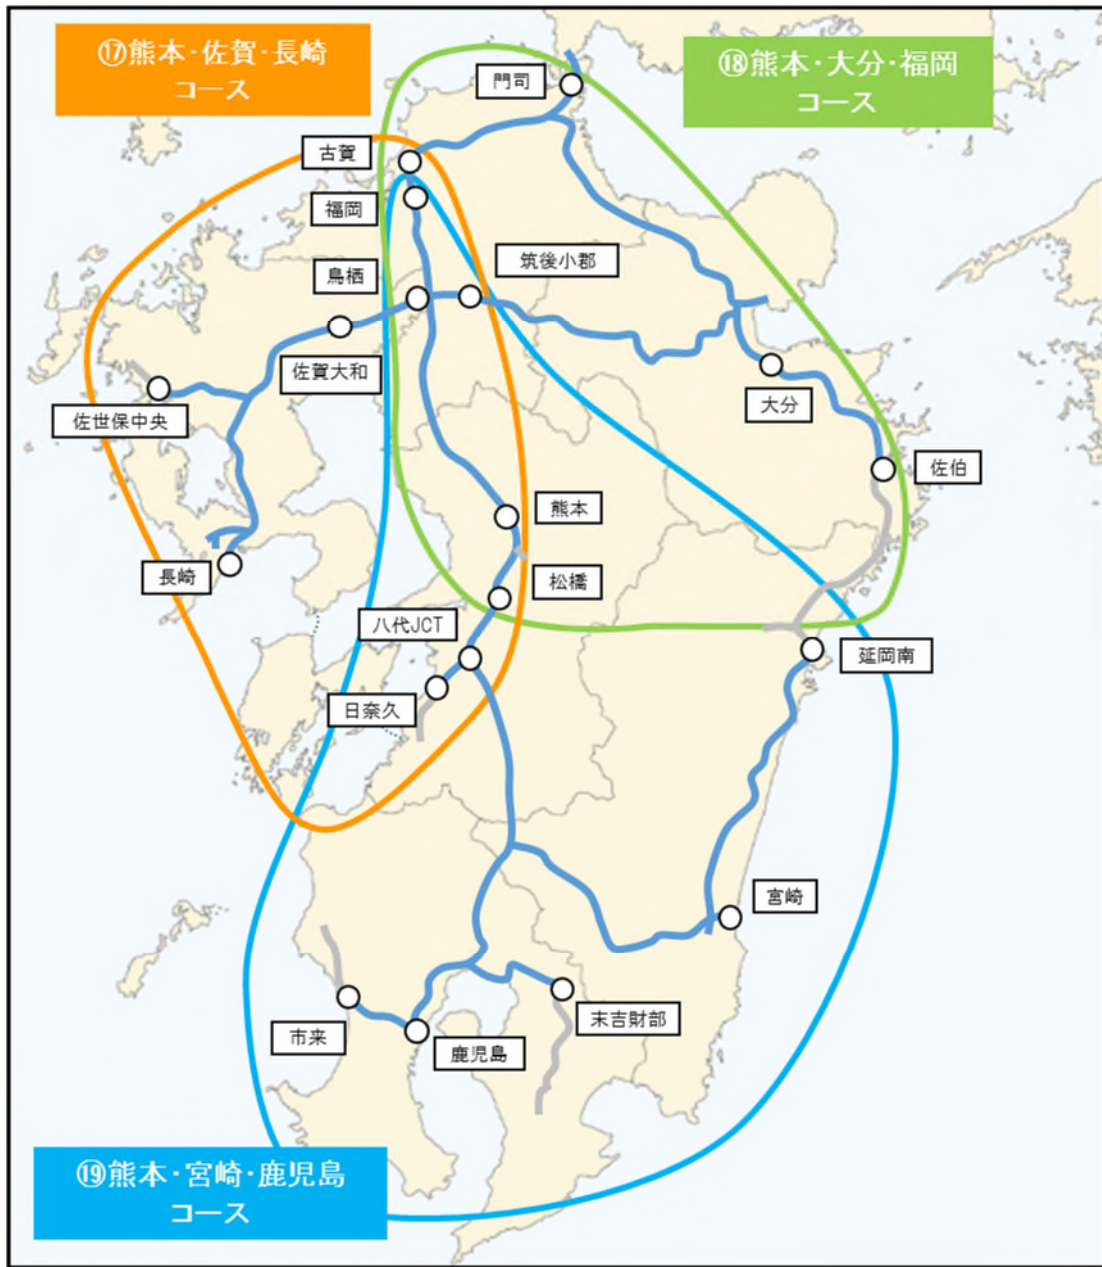 ⑰熊本・佐賀・長崎
コース
⑱熊本・大分・福岡
コース
門司
古賀
福岡
筑後小郡
鳥栖
佐賀大和
佐世保中央
大分
佐伯
熊本
長崎
松橋
八代JCT
延岡南
日奈久
宮崎
末吉財部
市来
鹿児島
⑲熊本・宮崎・鹿児島
コース